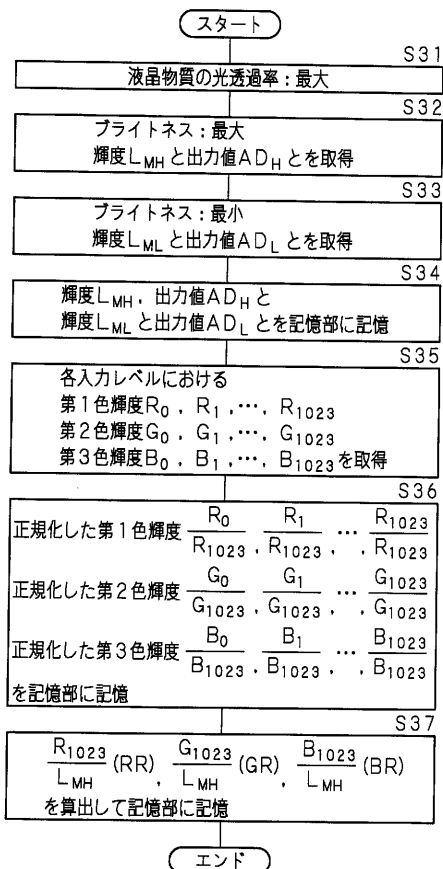 スタート
S31
液晶物質の光透過率:最大
S32
ブライトネス:最大
輝度L_MHと出力値AD_Hとを取得
S33
ブライトネス:最小
輝度L_MLと出力値AD_Lとを取得
S34
輝度L_MH,出力値AD_Hと
輝度L_MLと出力値AD_Lとを記憶部に記憶
S35
各入力レベルにおける
第1色輝度R_0,R_1,…,R_1023
第2色輝度G_0,G_1,…,G_1023
第3色輝度B_0,B_1,…,B_1023を取得
S36
正規化した第1色輝度 R_0/R_1023, R_1/R_1023, … , R_1023/R_1023
正規化した第2色輝度 G_0/G_1023, G_1/G_1023, … , G_1023/G_1023
正規化した第3色輝度 B_0/B_1023, B_1/B_1023, … , B_1023/B_1023
を記憶部に記憶
S37
R_1023/L_MH (RR), G_1023/L_MH (GR), B_1023/L_MH (BR)
を算出して記憶部に記憶
エンド